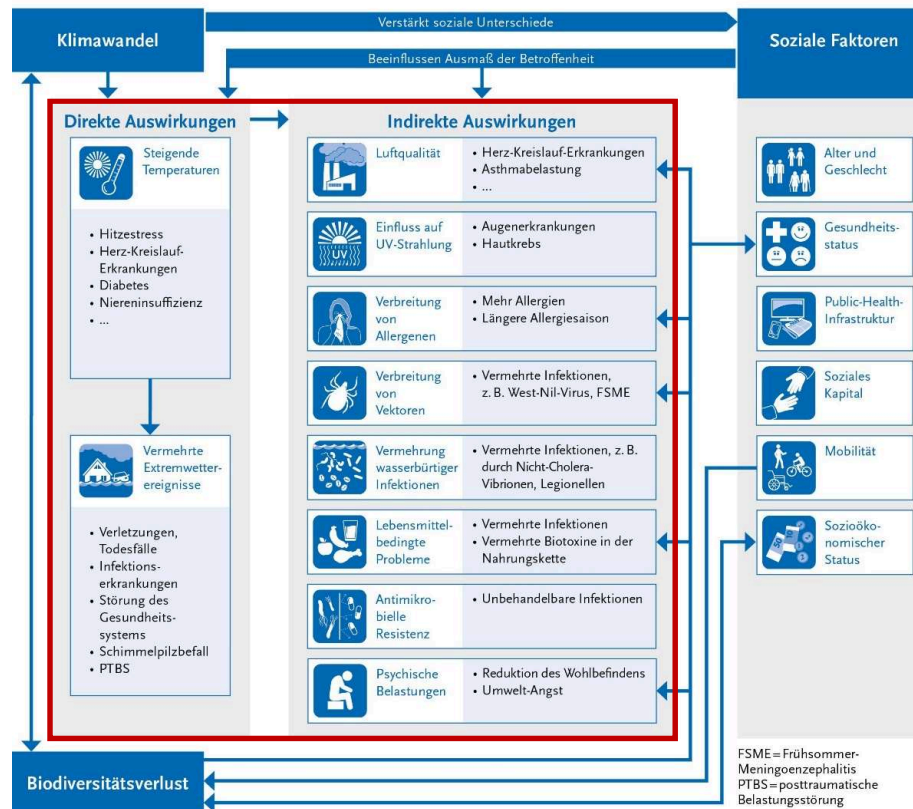 Klimawandel
Verstärkt soziale Unterschiede
Beeinflussen Ausmaß der Betroffenheit
Soziale Faktoren
Direkte Auswirkungen
Steigende
Temperaturen
• Hitzestress
• Herz-Kreislauf-
Erkrankungen
• Diabetes
• Niereninsuffizienz
• ...
Vermehrte
Extremwetter-
ereignisse
• Verletzungen,
Todesfälle
• Infektions-
erkrankungen
• Störung des
Gesundheits-
systems
• Schimmelpilzbefall
• PTBS
Indirekte Auswirkungen
Luftqualität
• Herz-Kreislauf-Erkrankungen
• Asthmabelastung
• ...
Einfluss auf
UV-Strahlung
UV
• Augenerkrankungen
• Hautkrebs
Verbreitung
von
Allergenen
• Mehr Allergien
• Längere Allergiesaison
Verbreitung
von
Vektoren
• Vermehrte Infektionen,
z. B. West-Nil-Virus, FSME
Vermehrung
wasserbürtiger
Infektionen
• Vermehrte Infektionen, z. B.
durch Nicht-Cholera-
Vibrionen, Legionellen
Lebensmittel-
bedingte
Probleme
• Vermehrte Infektionen
• Vermehrte Biotoxine in der
Nahrungskette
Antimikro-
bielle
Resistenz
• Unbehandelbare Infektionen
Psychische
Belastungen
• Reduktion des Wohlbefindens
• Umwelt-Angst
Alter und
Geschlecht
Gesundheits-
status
Public-Health-
Infrastruktur
Soziales
Kapital
Mobilität
Sozioöko-
nomischer
Status
Biodiversitätsverlust
FSME = Frühsommer-
Meningoenzephalitis
PTBS = posttraumatische
Belastungsstörung